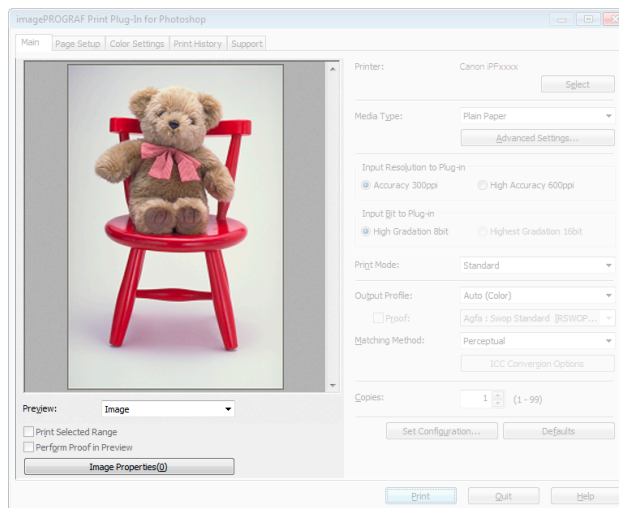 imagePROGRAF Print Plug-In for Photoshop
Main Page Setup Color Settings Print History Support
Printer: Canon iPFxxxx
Select
Media Type: Plain Paper
Advanced Settings...
Input Resolution to Plug-in
Accuracy 300ppi High Accuracy 600ppi
Input Bit to Plug-in
High Gradation 8bit Highest Gradation 16bit
Print Mode: Standard
Output Profile: Auto (Color)
Proof: Agfa : Swop Standard [RSWOP...
Matching Method: Perceptual
ICC Conversion Options
Copies: 1 (1 - 99)
Set Configuration... Defaults
Preview: Image
Print Selected Range
Perform Proof in Preview
Image Properties(0)
Print Quit Help